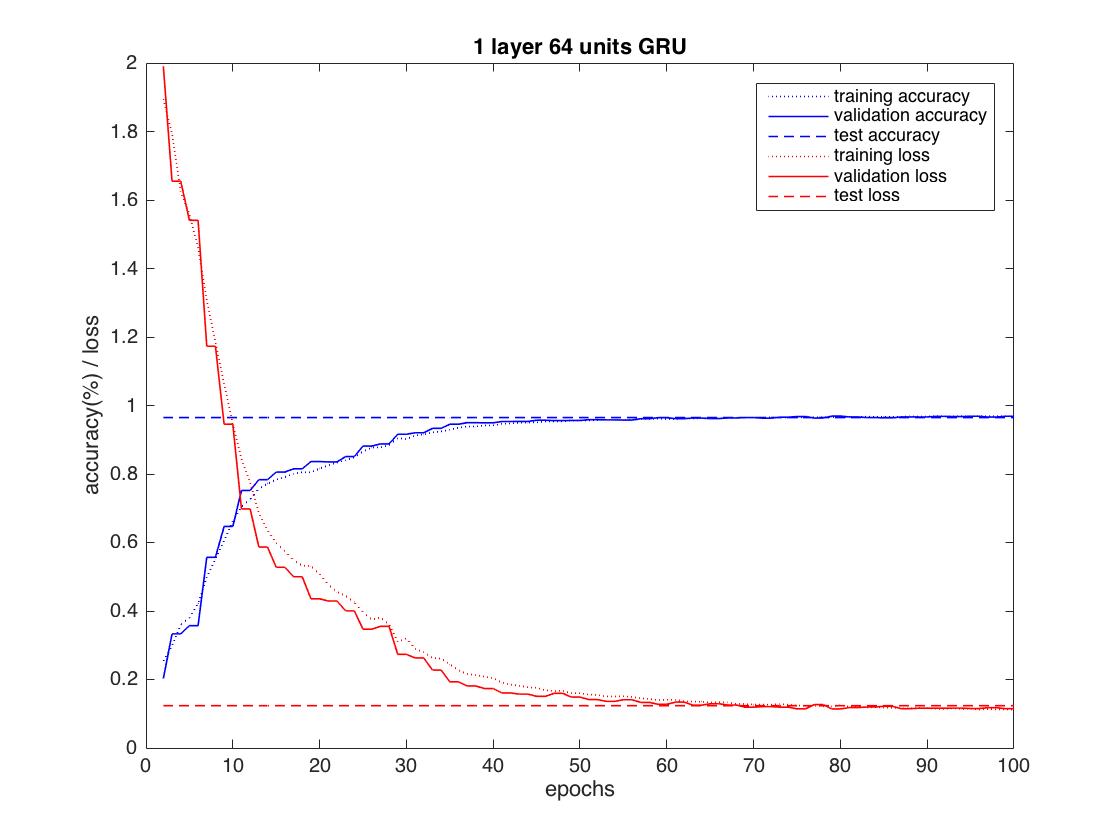 1 layer 64 units GRU
2
1.8
1.6
1.4
1.2
1
0.8
0.6
0.4
0.2
0
accuracy(%) / loss
training accuracy
validation accuracy
test accuracy
training loss
validation loss
test loss
0 10 20 30 40 50 60 70 80 90 100
epochs